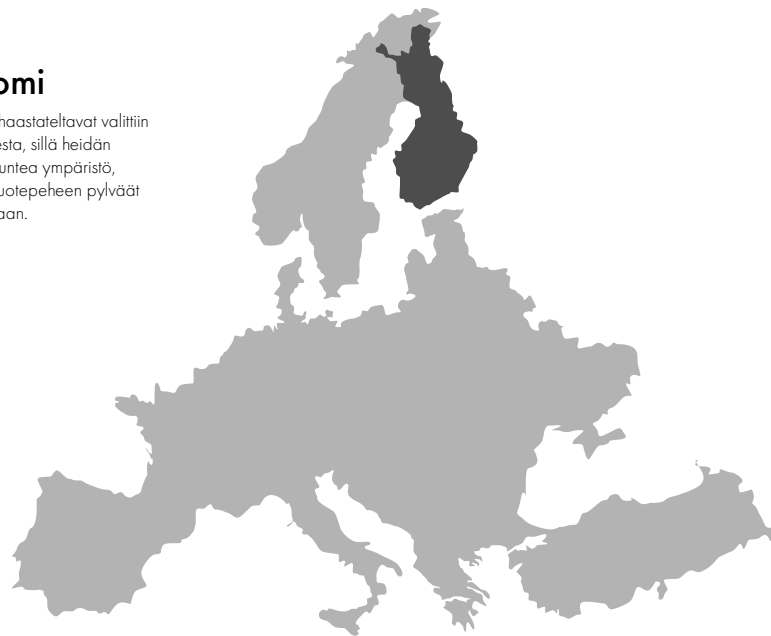 omi
haastateltavat valittiin
esta, sillä heidän
untea ympäristö,
uotepeheen pylväät
aan.